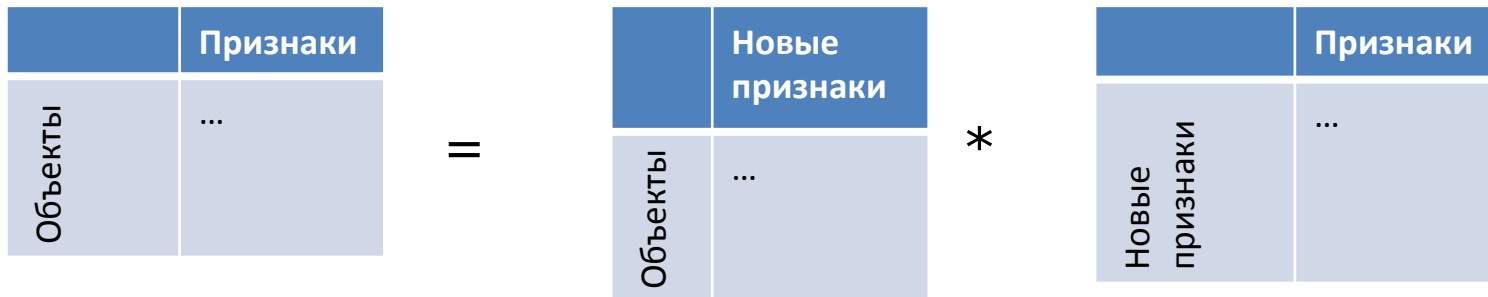 Признаки
Объекты
...
=
Новые
признаки
Объекты
...
*
Признаки
Новые
признаки
...